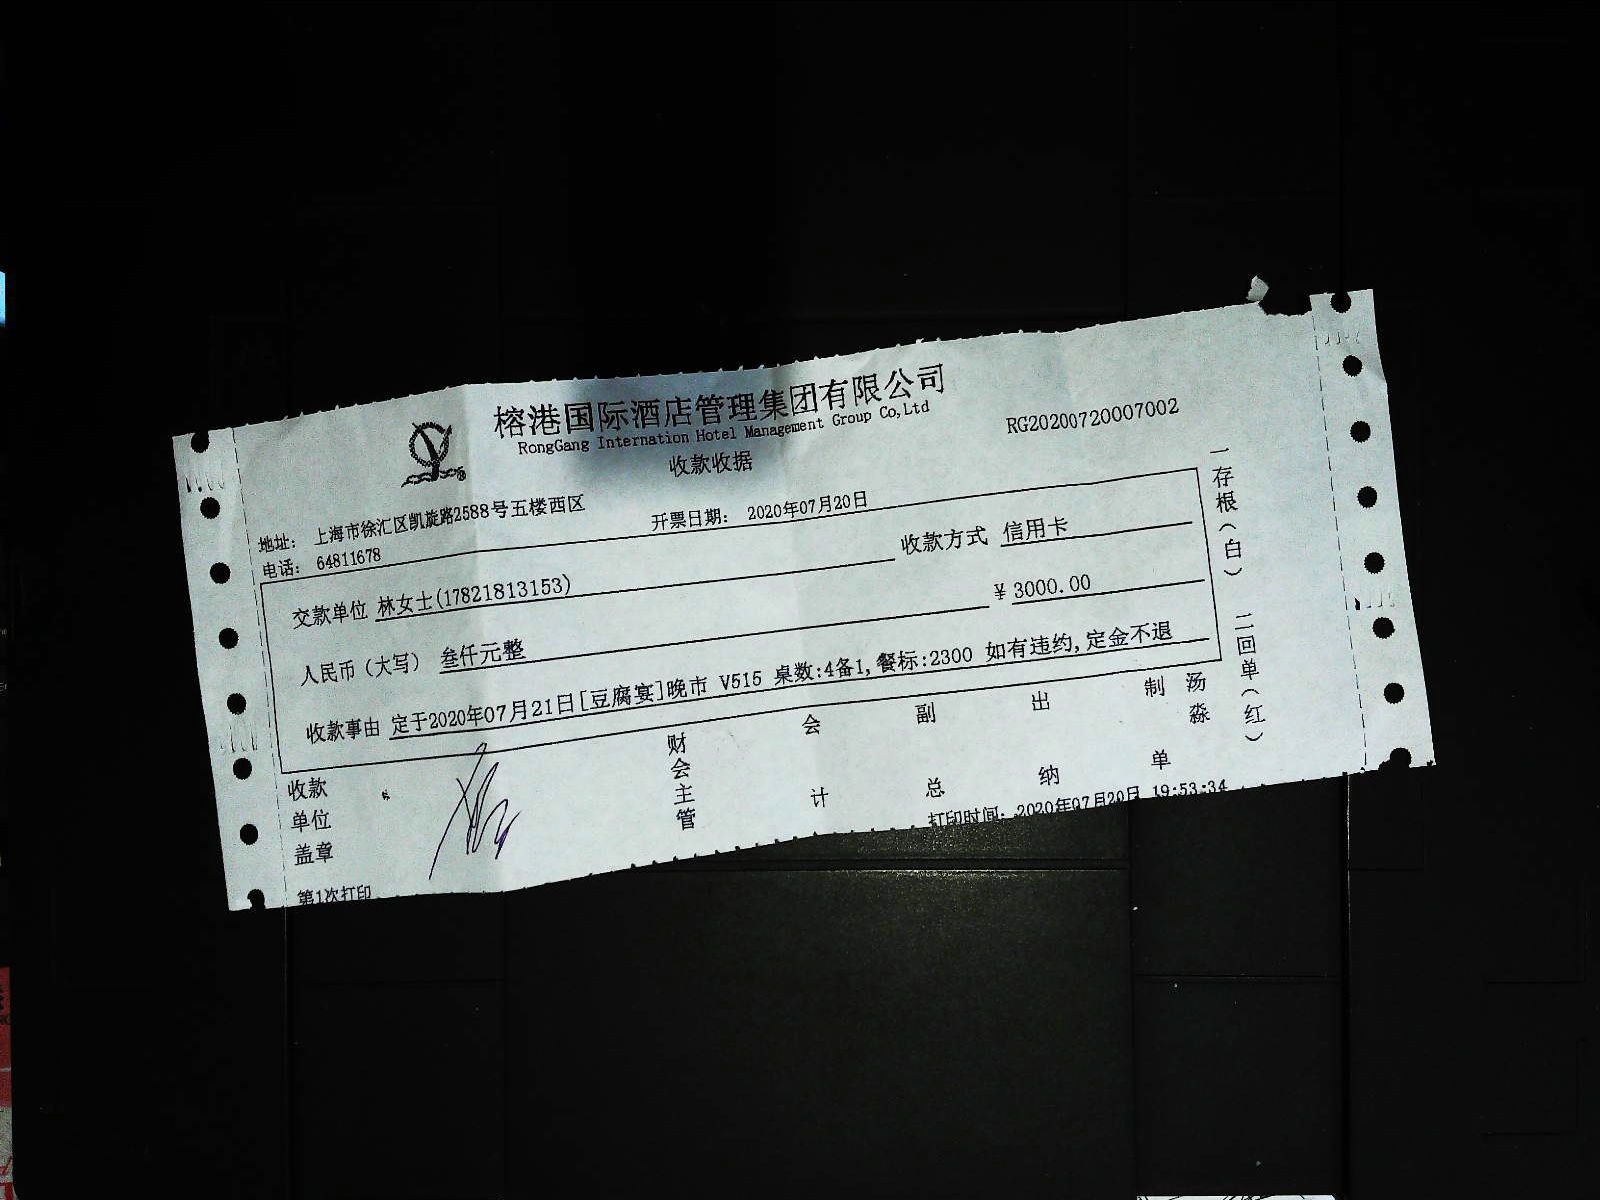 榕港国际酒店管理集团有限公司
RongGang Internation Hotel Management Group Co,Ltd
收款收据
RG20200720007002
地址： 上海市徐汇区凯旋路2588号五楼西区
电话： 64811678
开票日期： 2020年07月20日
交款单位 林女士(17821813153)
收款方式 信用卡
人民币（大写） 叁仟元整
¥ 3000.00
收款事由 定于2020年07月21日[豆腐宴]晚市 V515 桌数:4备1,餐标:2300 如有违约,定金不退
收款单位盖章
财会主管
会计
副总
出纳
制单
汤淼
一存根（白） 二回单（红）
第1次打印
打印时间：2020年07月20日 19:53:34